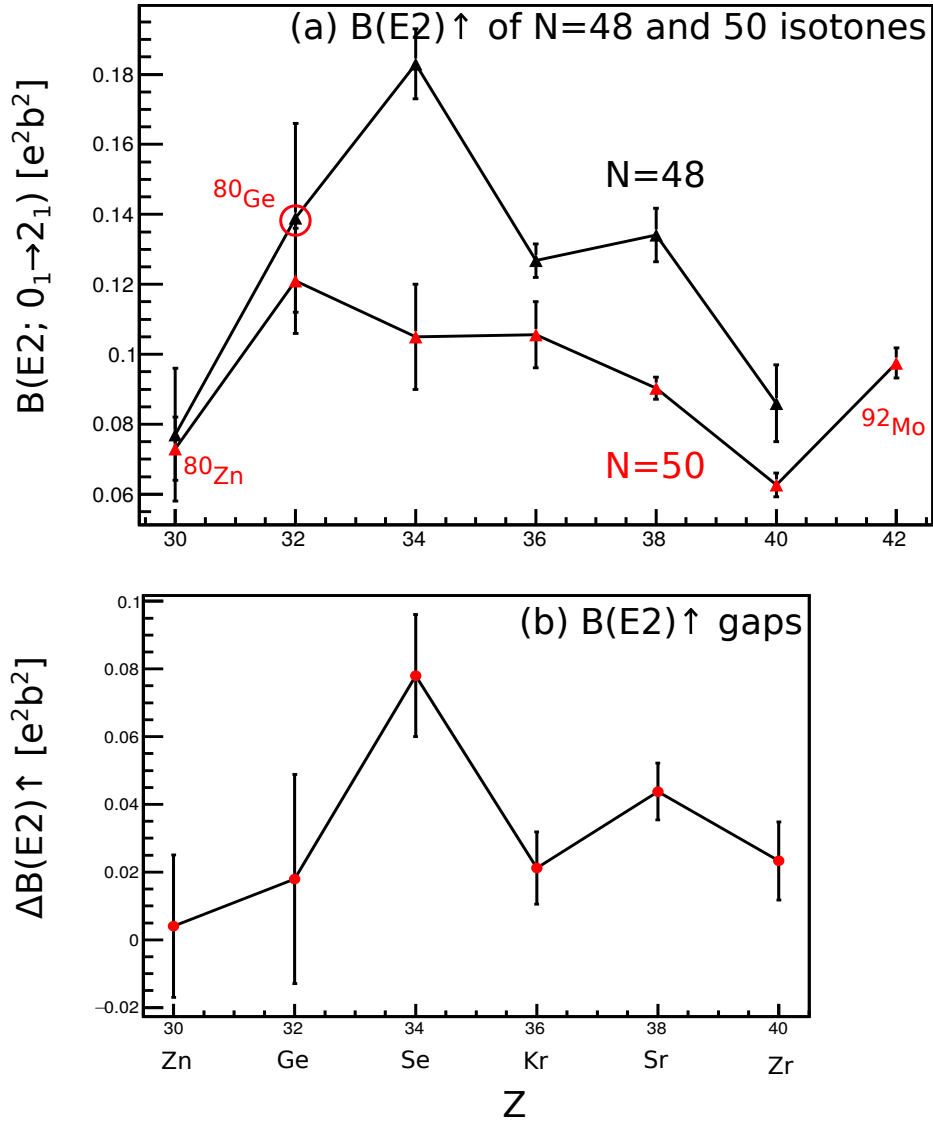 (a) B(E2)↑ of N=48 and 50 isotones
B(E2; 0₁→2₁) [e²b²]
0.18
0.16
0.14
0.12
0.1
0.08
0.06
⁸⁰Ge
N=48
⁸⁰Zn
N=50
⁹²Mo
30 32 34 36 38 40 42
(b) B(E2)↑ gaps
ΔB(E2)↑ [e²b²]
0.1
0.08
0.06
0.04
0.02
0
−0.02
30 32 34 36 38 40
Zn Ge Se Kr Sr Zr
Z